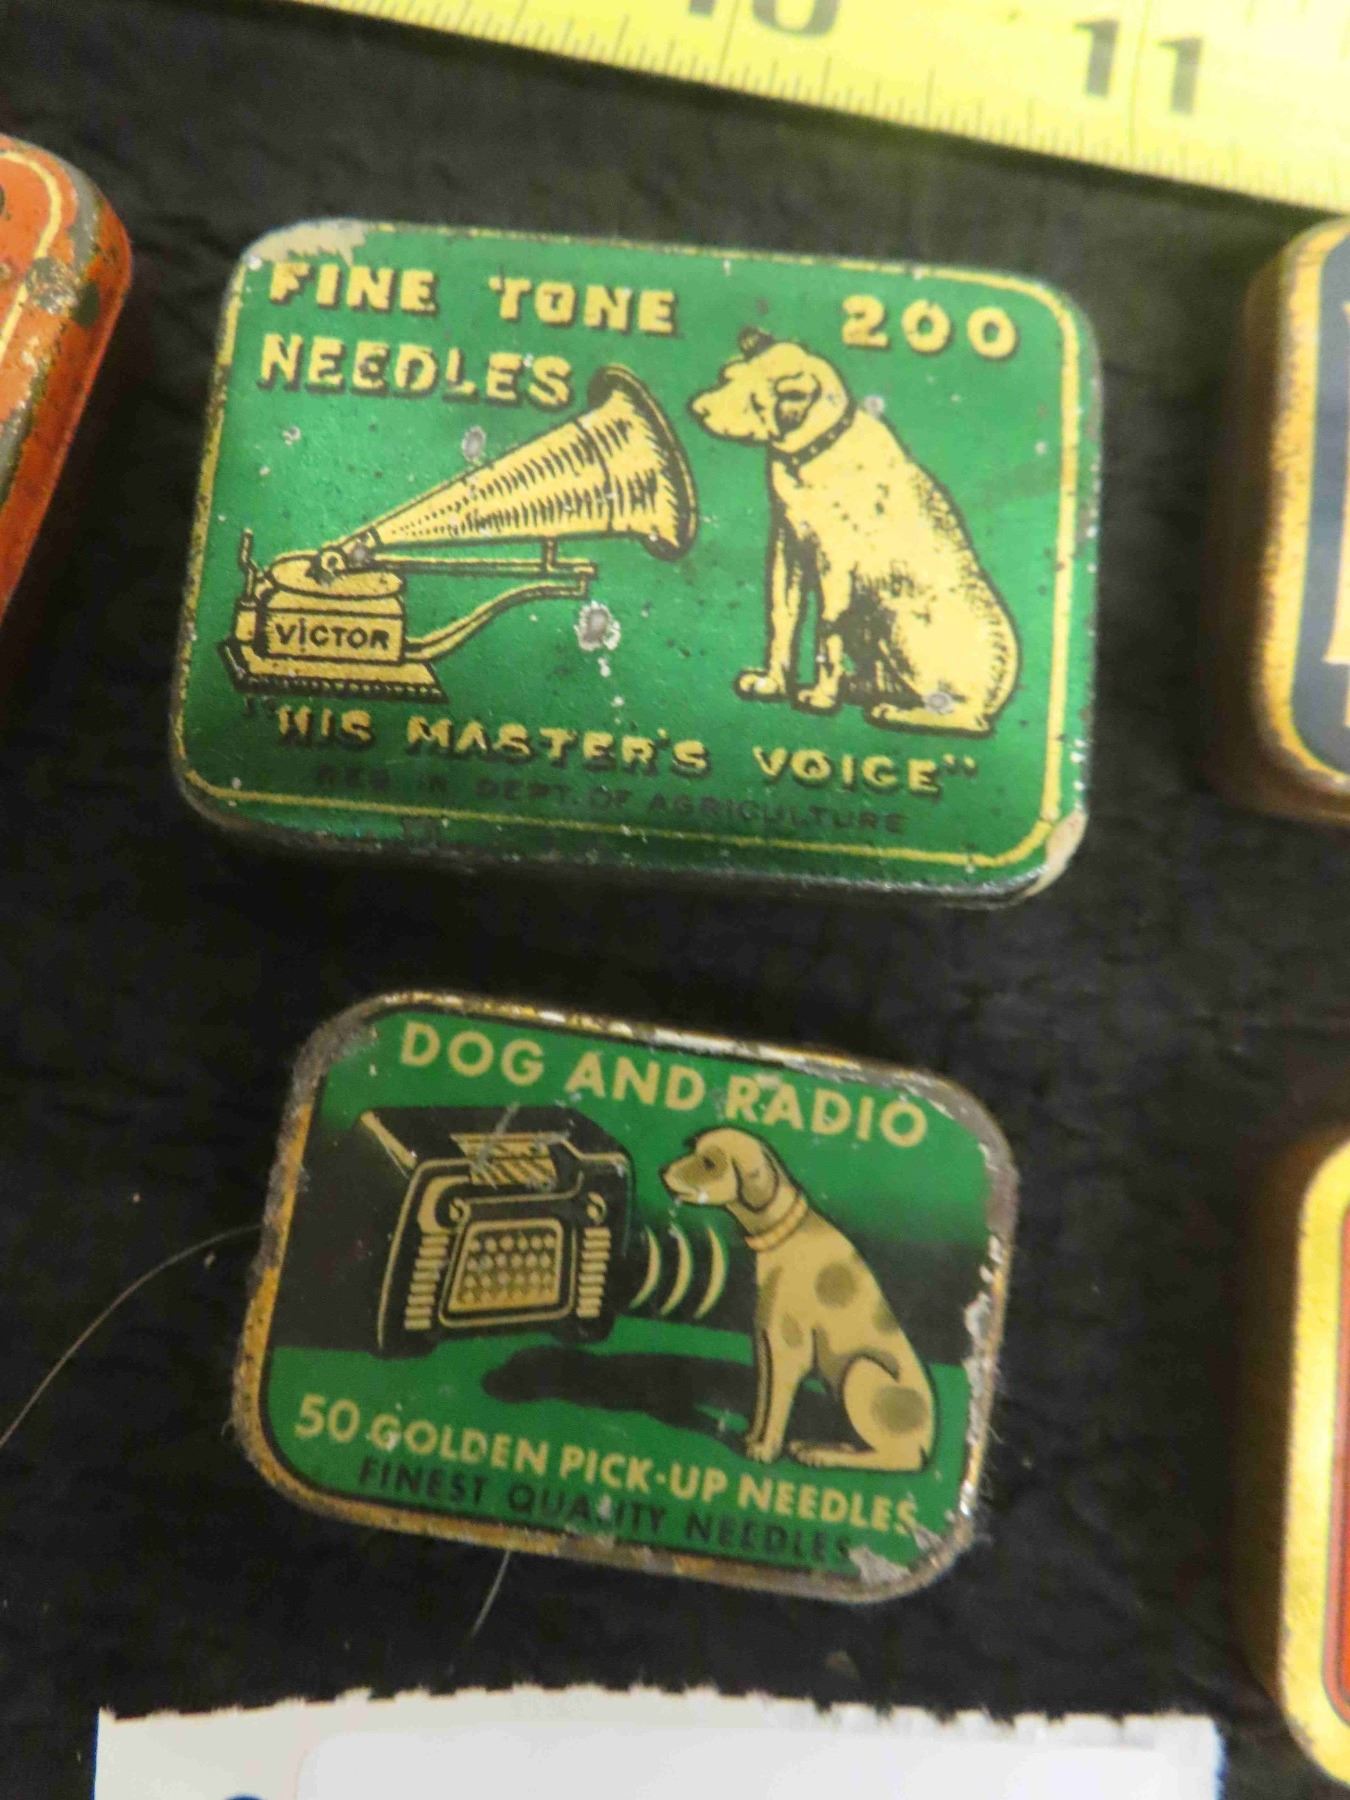 10 11
FINE TONE 200
NEEDLES
VICTOR
"HIS MASTER'S VOICE"
REG. IN DEPT. OF AGRICULTURE
DOG AND RADIO
50 GOLDEN PICK-UP NEEDLES
FINEST QUALITY NEEDLES